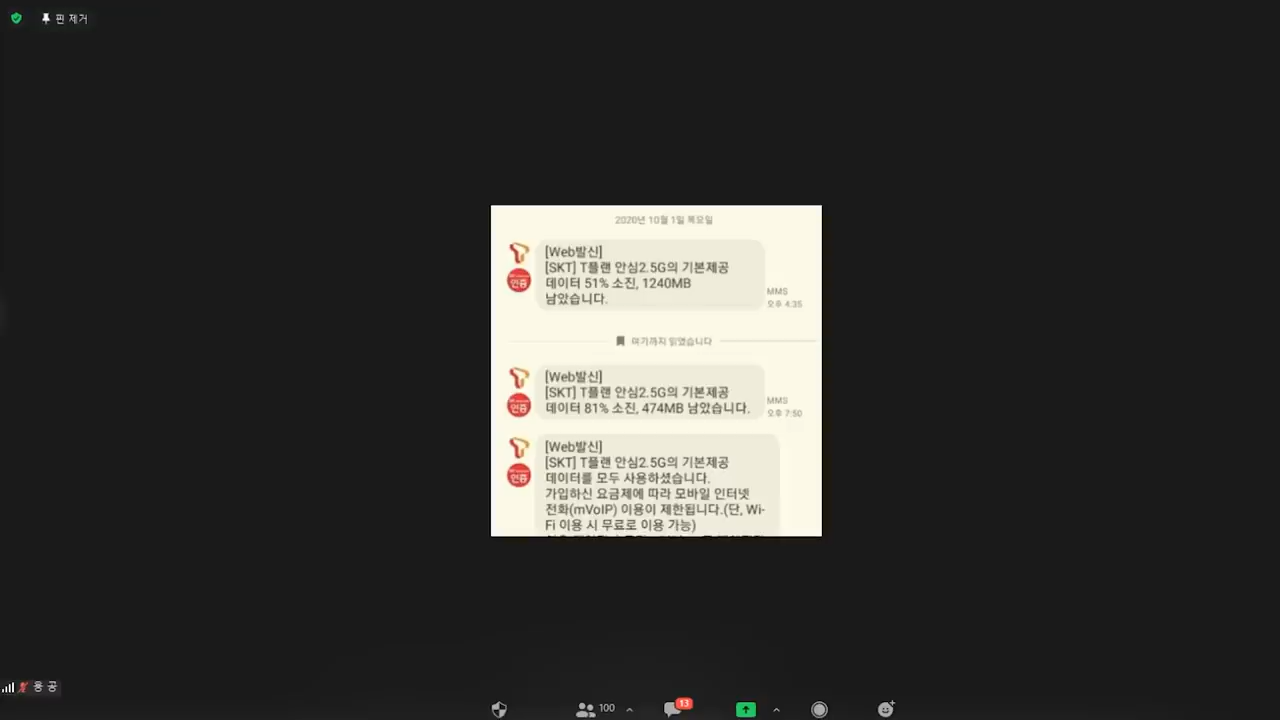 핀 제거
2020년 10월 1일 목요일
[Web발신]
[SKT] T플랜 안심2.5G의 기본제공
데이터 51% 소진, 1240MB
남았습니다.
인증
MMS
오후 4:35
여기까지 읽었습니다
[Web발신]
[SKT] T플랜 안심2.5G의 기본제공
데이터 81% 소진, 474MB 남았습니다.
인증
MMS
오후 7:50
[Web발신]
[SKT] T플랜 안심2.5G의 기본제공
데이터를 모두 사용하셨습니다.
인증
가입하신 요금제에 따라 모바일 인터넷
전화(mVoIP) 이용이 제한됩니다.(단, Wi-
Fi 이용 시 무료로 이용 가능)
용 공
100
13